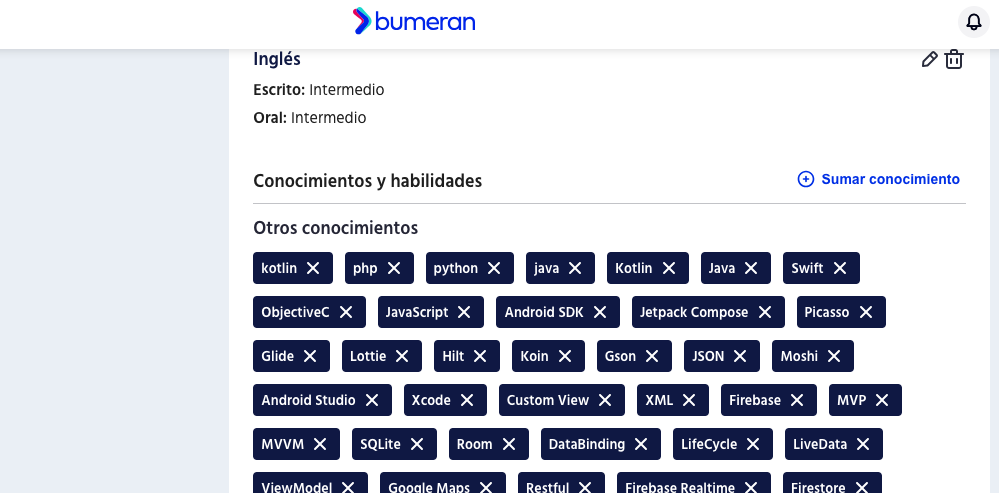 bumeran
Inglés
Escrito: Intermedio
Oral: Intermedio
Conocimientos y habilidades
Sumar conocimiento
Otros conocimientos
kotlin php python java Kotlin Java Swift
ObjectiveC JavaScript Android SDK Jetpack Compose Picasso
Glide Lottie Hilt Koin Gson JSON Moshi
Android Studio Xcode Custom View XML Firebase MVP
MVVM SQLite Room DataBinding LifeCycle LiveData
ViewModel Google Maps Restful Firebase Realtime Firestore